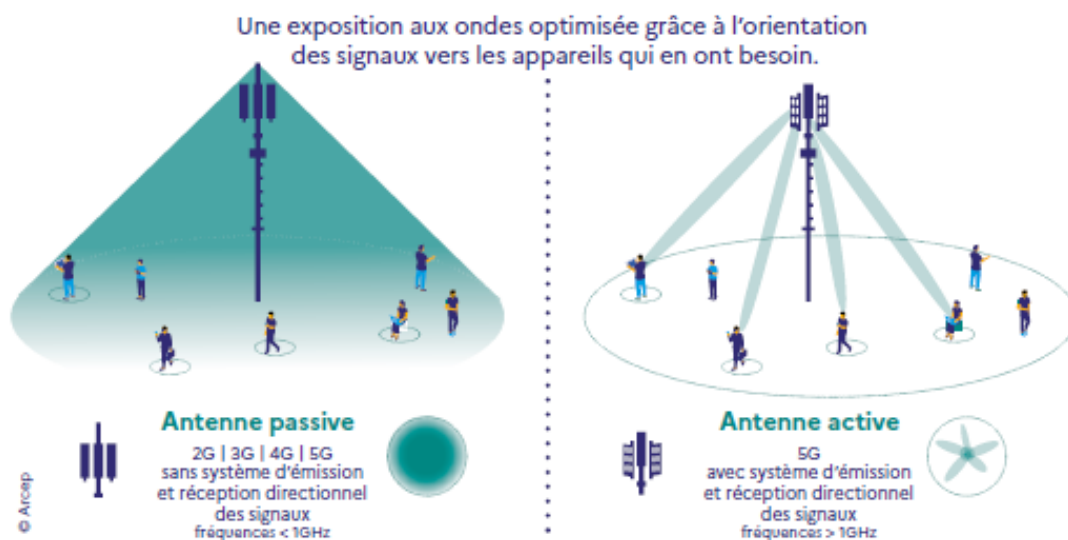 Une exposition aux ondes optimisée grâce à l'orientation
des signaux vers les appareils qui en ont besoin.
Antenne passive
2G | 3G | 4G | 5G
sans système d'émission
et réception directionnel
des signaux
fréquences < 1GHz
Antenne active
5G
avec système d'émission
et réception directionnel
des signaux
fréquences > 1GHz
© Arcep